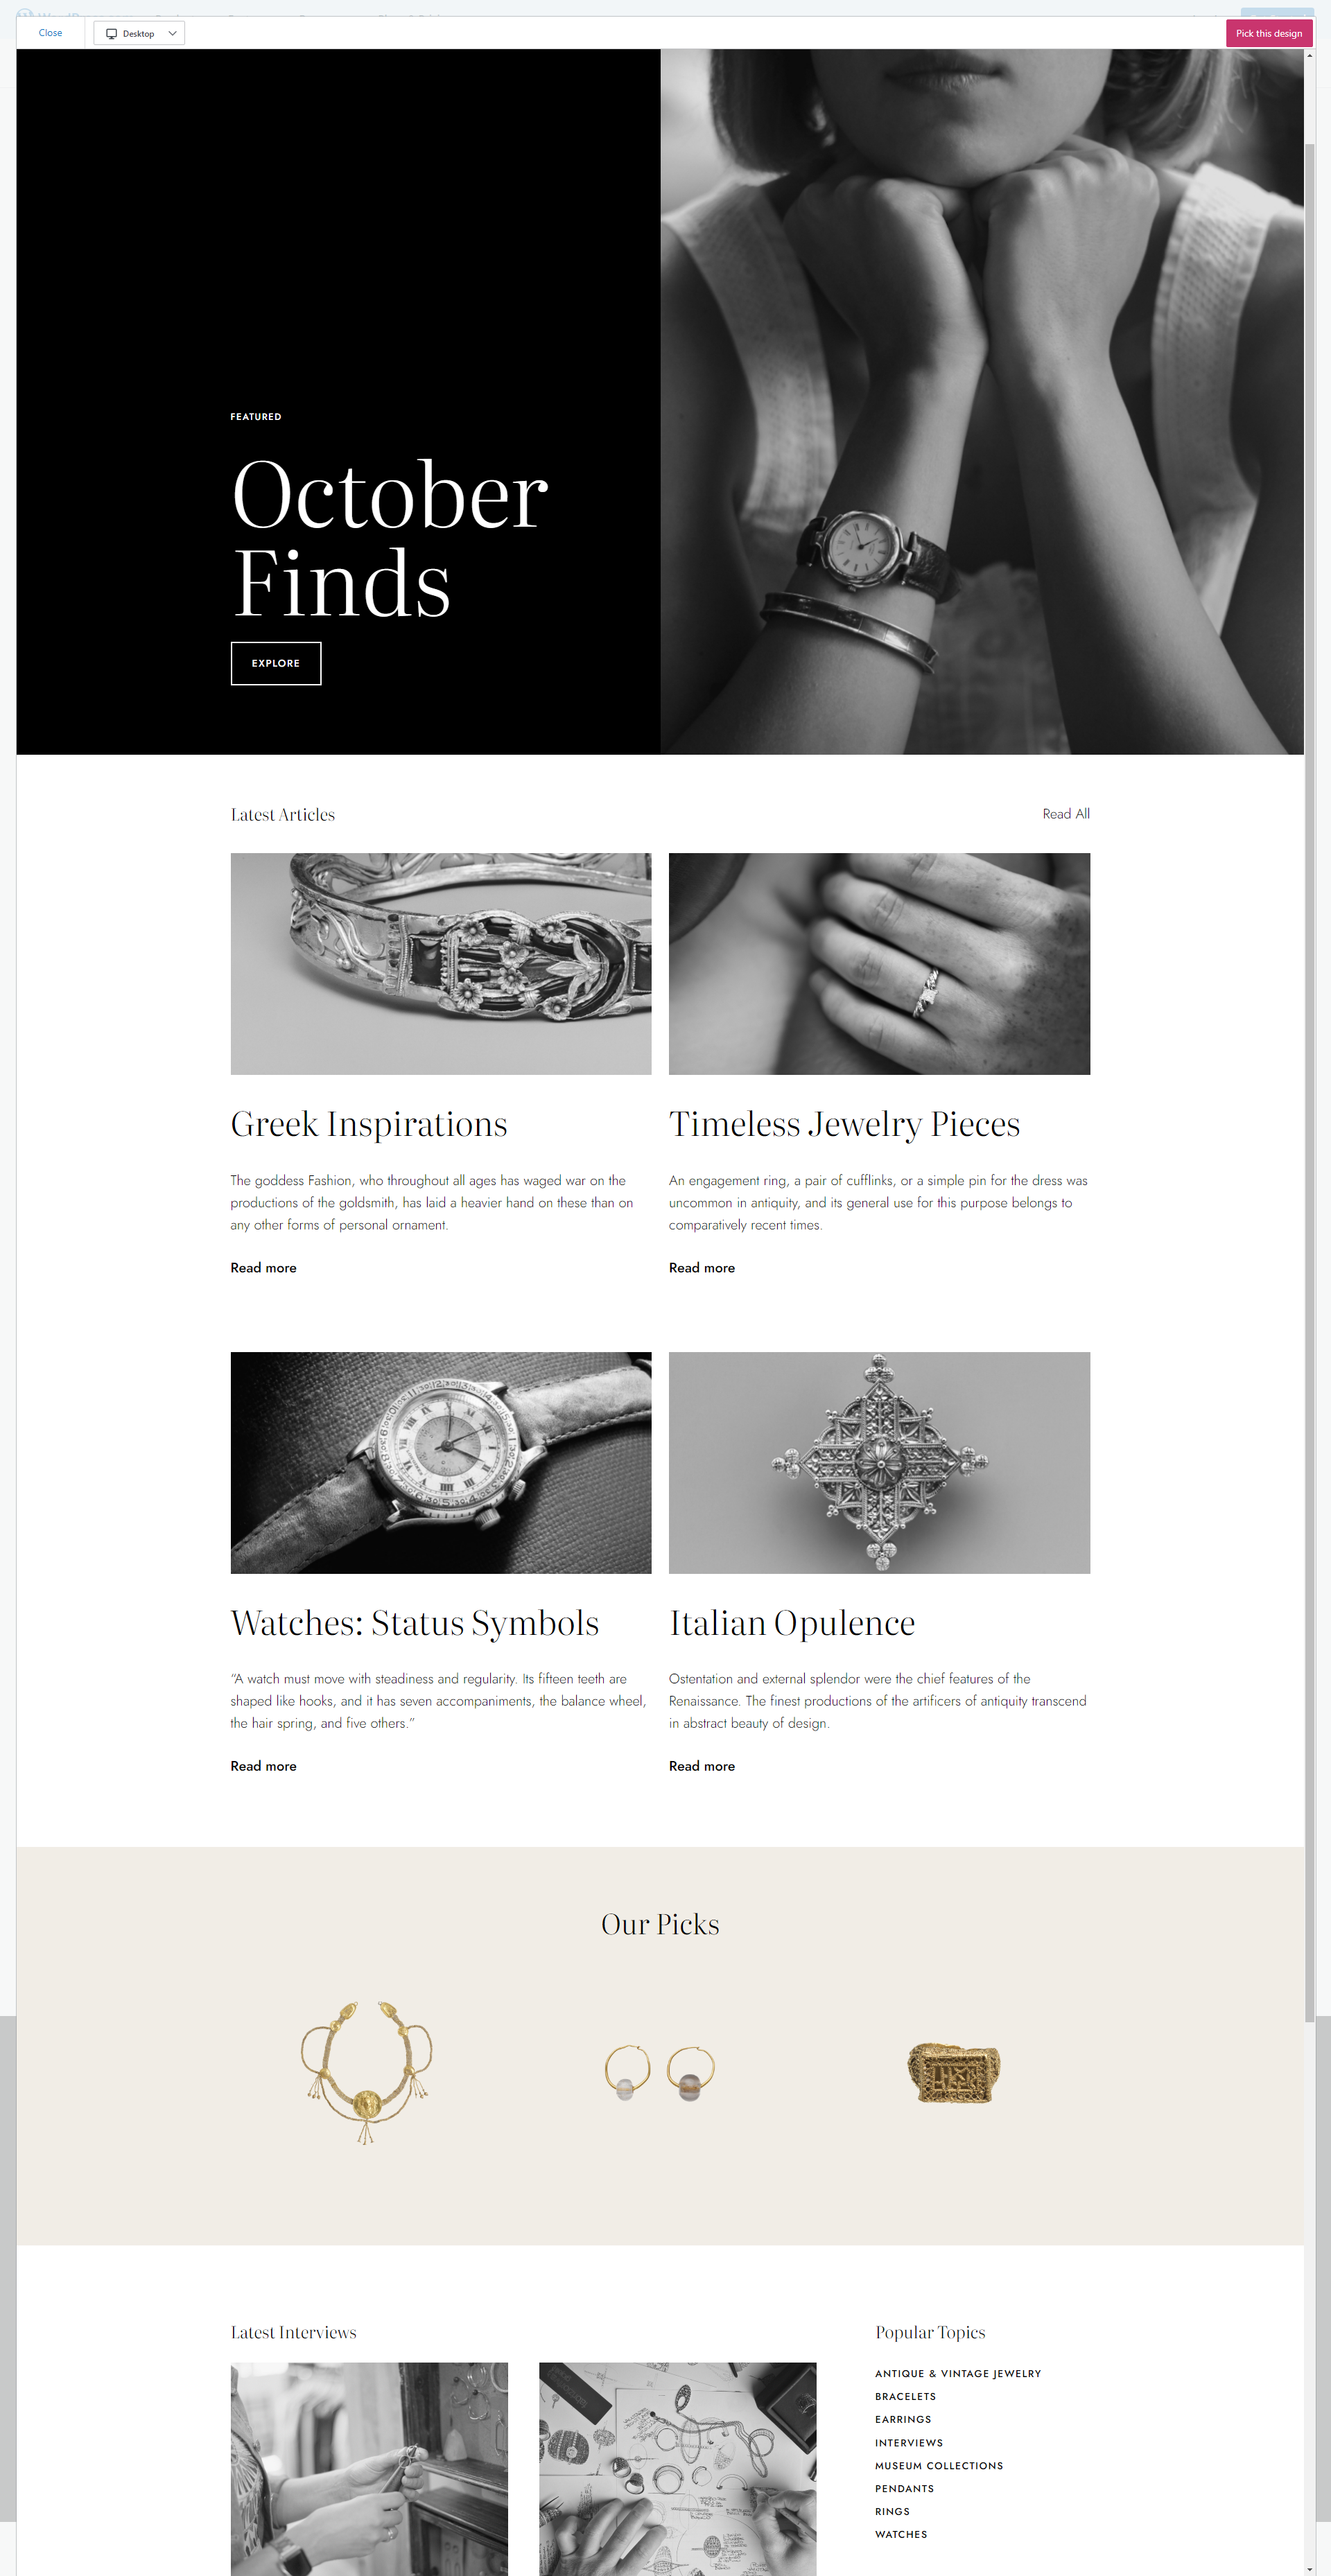 Close
Desktop
Pick this design
FEATURED
October
Finds
EXPLORE
Latest Articles
Read All
Greek Inspirations
The goddess Fashion, who throughout all ages has waged war on the
productions of the goldsmith, has laid a heavier hand on these than on
any other forms of personal ornament.
Read more
Timeless Jewelry Pieces
An engagement ring, a pair of cufflinks, or a simple pin for the dress was
uncommon in antiquity, and its general use for this purpose belongs to
comparatively recent times.
Read more
Watches: Status Symbols
“A watch must move with steadiness and regularity. Its fifteen teeth are
shaped like hooks, and it has seven accompaniments, the balance wheel,
the hair spring, and five others.”
Read more
Italian Opulence
Ostentation and external splendor were the chief features of the
Renaissance. The finest productions of the artificers of antiquity transcend
in abstract beauty of design.
Read more
Our Picks
Latest Interviews
Popular Topics
ANTIQUE & VINTAGE JEWELRY
BRACELETS
EARRINGS
INTERVIEWS
MUSEUM COLLECTIONS
PENDANTS
RINGS
WATCHES